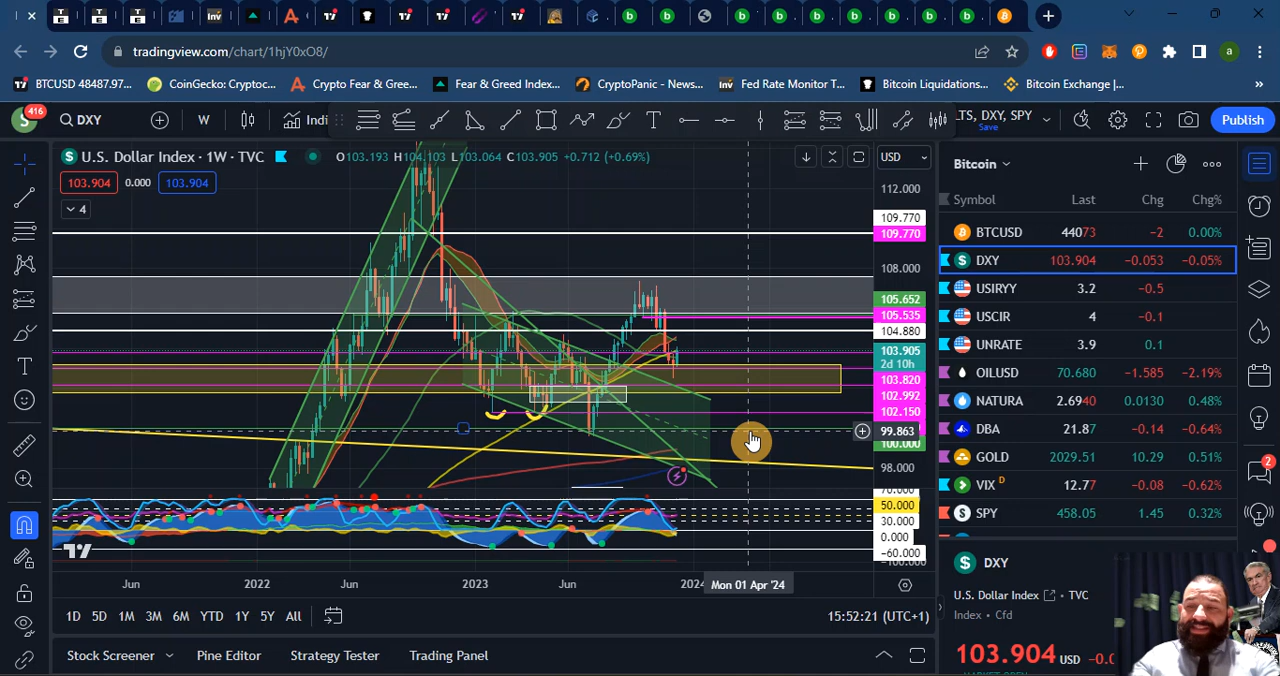 tradingview.com/chart/1hjY0xO8/
BTCUSD 48487.97...
CoinGecko: Cryptoc...
Crypto Fear & Gree...
Fear & Greed Index...
CryptoPanic - News...
Fed Rate Monitor T...
Bitcoin Liquidations...
Bitcoin Exchange |...
»
S 416
DXY
W
Indi
LTS, DXY, SPY
Save
Publish
U.S. Dollar Index · 1W · TVC
O103.193 H104.103 L103.064 C103.905 +0.712 (+0.69%)
USD
103.904
0.000
103.904
4
112.000
109.770
109.770
108.000
105.652
105.535
104.880
103.905
2d 10h
103.820
102.992
102.150
99.863
100.000
98.000
70.000
50.000
30.000
0.000
−60.000
−100.000
Jun
2022
Jun
2023
Jun
2024
Mon 01 Apr '24
1D 5D 1M 3M 6M YTD 1Y 5Y All
15:52:21 (UTC+1)
Stock Screener
Pine Editor
Strategy Tester
Trading Panel
Bitcoin
Symbol Last Chg Chg%
BTCUSD 44073 −2 0.00%
DXY 103.904 −0.053 −0.05%
USIRYY 3.2 −0.5
USCIR 4 −0.1
UNRATE 3.9 0.1
OILUSD 70.680 −1.585 −2.19%
NATURA 2.6940 0.0130 0.48%
DBA 21.87 −0.14 −0.64%
GOLD 2029.51 10.29 0.51%
VIX D 12.77 −0.08 −0.62%
SPY 458.05 1.45 0.32%
2
DXY
U.S. Dollar Index · TVC
Index · Cfd
103.904 USD −0.0